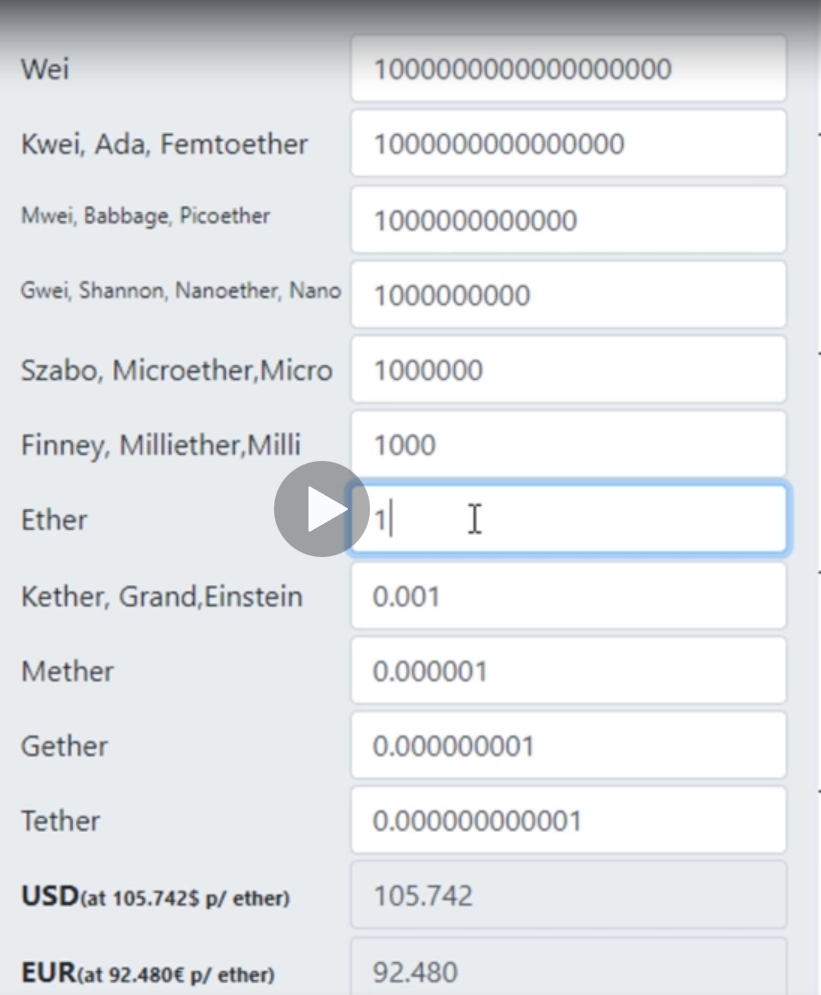 Wei 1000000000000000000
Kwei, Ada, Femtoether 1000000000000000
Mwei, Babbage, Picoether 1000000000000
Gwei, Shannon, Nanoether, Nano 1000000000
Szabo, Microether,Micro 1000000
Finney, Milliether,Milli 1000
Ether 1
Kether, Grand,Einstein 0.001
Mether 0.000001
Gether 0.000000001
Tether 0.000000000001
USD(at 105.742$ p/ ether) 105.742
EUR(at 92.480€ p/ ether) 92.480